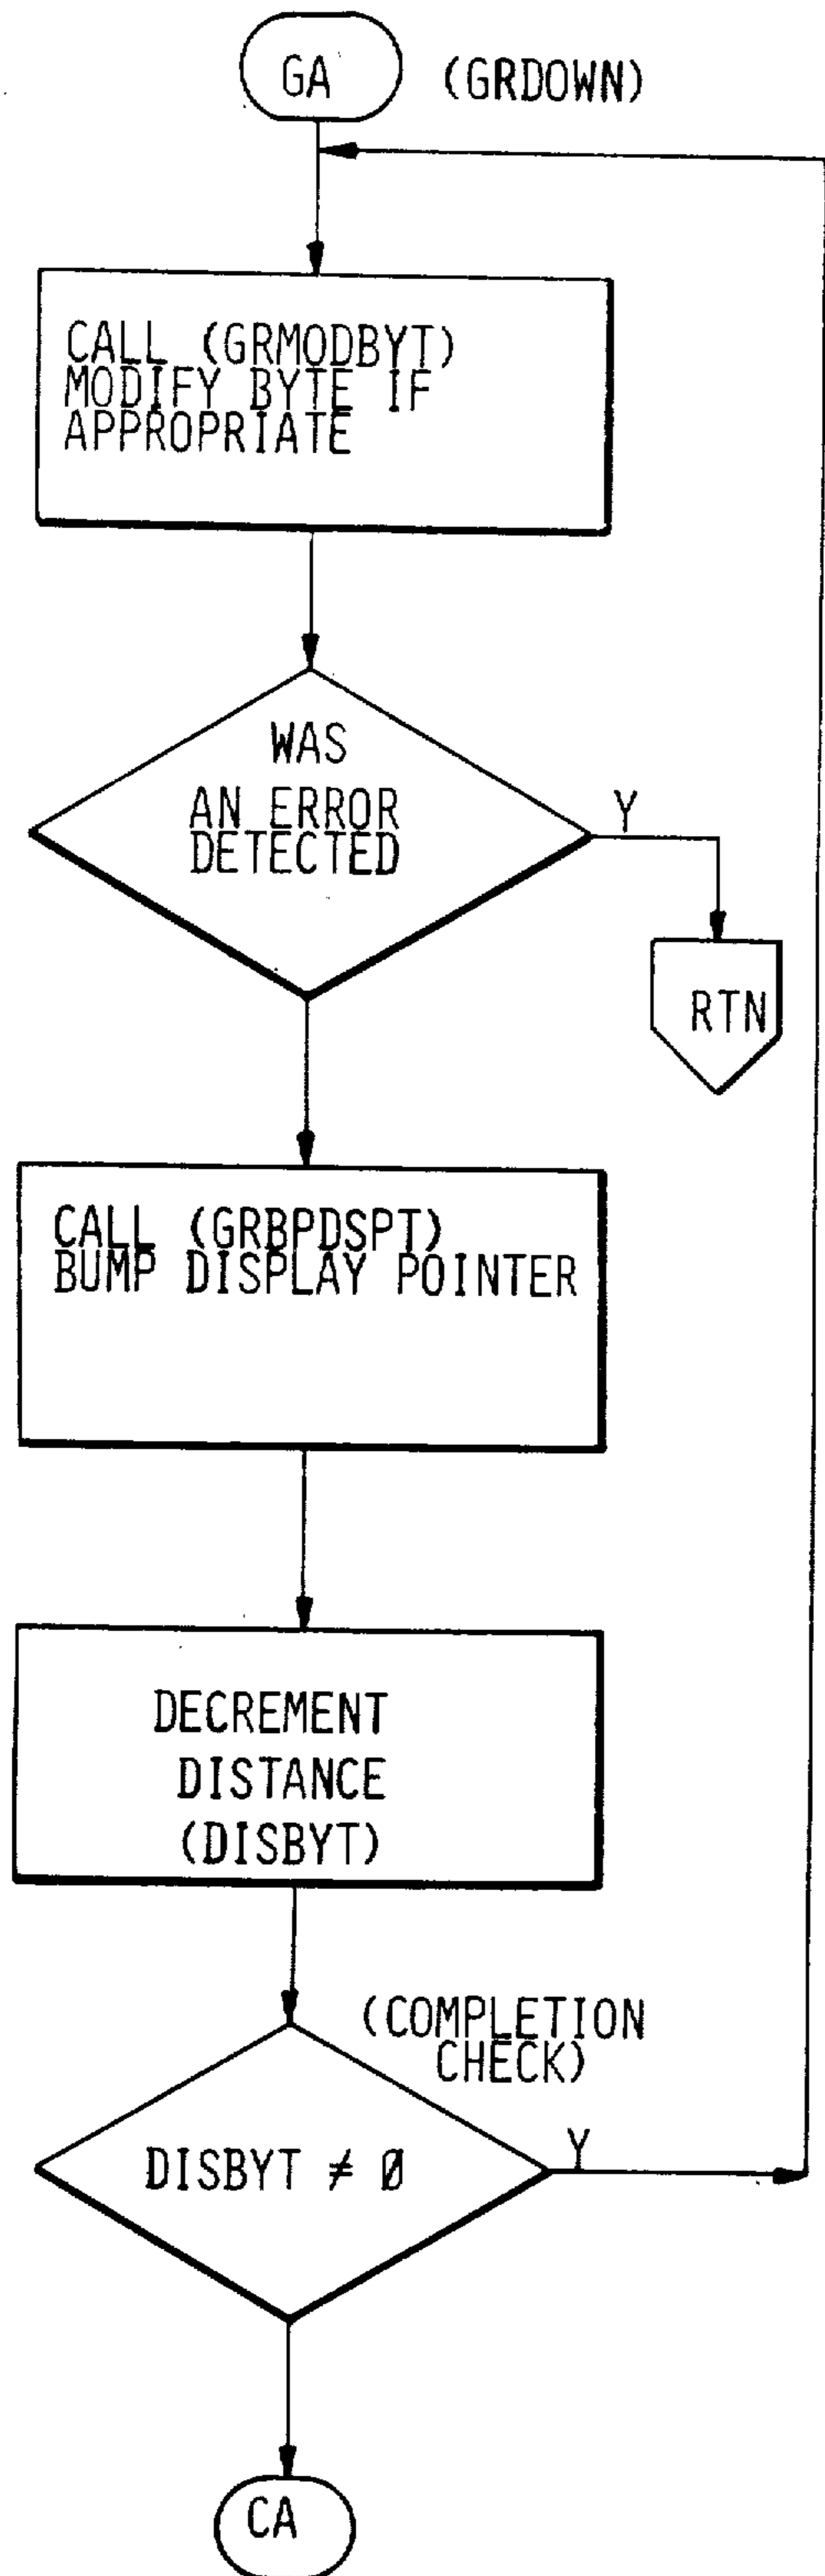 GA (GRDOWN)
CALL (GRMODBYT)
MODIFY BYTE IF
APPROPRIATE
WAS
AN ERROR
DETECTED
Y
RTN
CALL (GRBPDSPT)
BUMP DISPLAY POINTER
DECREMENT
DISTANCE
(DISBYT)
(COMPLETION
CHECK)
Y
DISBYT ≠ Ø
CA